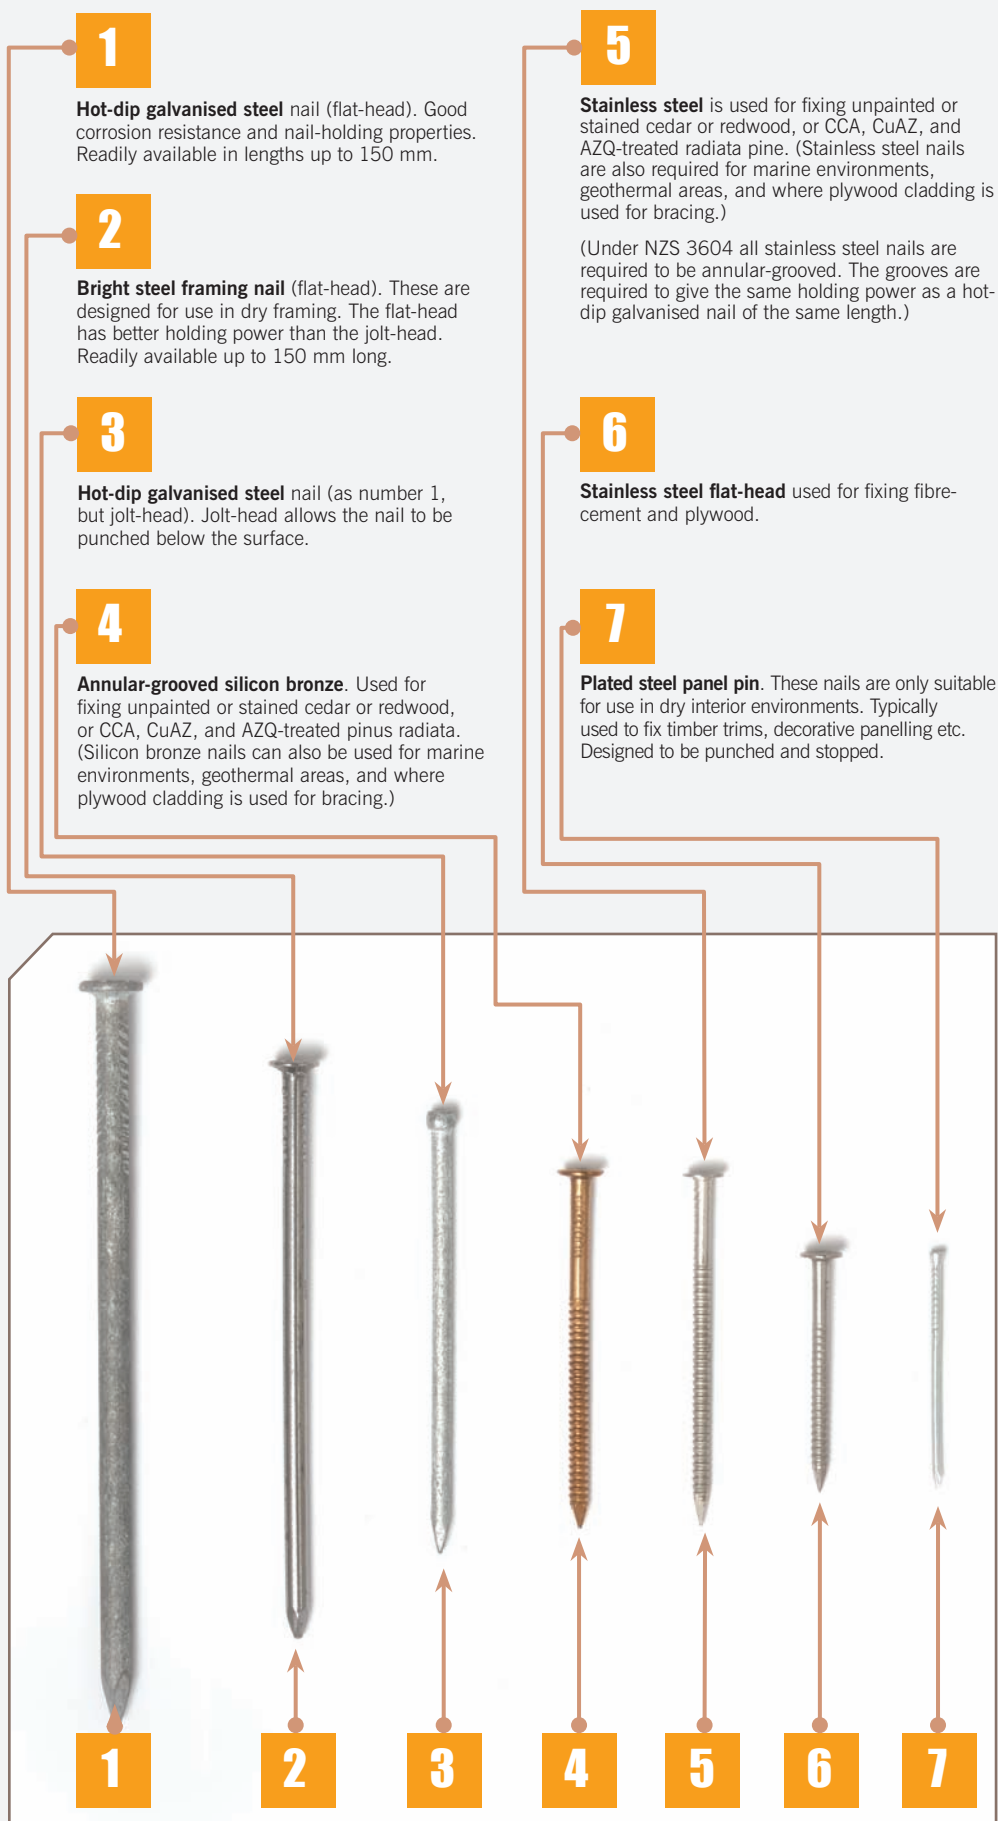 1
Hot-dip galvanised steel nail (flat-head). Good
corrosion resistance and nail-holding properties.
Readily available in lengths up to 150 mm.
2
Bright steel framing nail (flat-head). These are
designed for use in dry framing. The flat-head
has better holding power than the jolt-head.
Readily available up to 150 mm long.
3
Hot-dip galvanised steel nail (as number 1,
but jolt-head). Jolt-head allows the nail to be
punched below the surface.
4
Annular-grooved silicon bronze. Used for
fixing unpainted or stained cedar or redwood,
or CCA, CuAZ, and AZQ-treated pinus radiata.
(Silicon bronze nails can also be used for marine
environments, geothermal areas, and where
plywood cladding is used for bracing.)
5
Stainless steel is used for fixing unpainted or
stained cedar or redwood, or CCA, CuAZ, and
AZQ-treated radiata pine. (Stainless steel nails
are also required for marine environments,
geothermal areas, and where plywood cladding is
used for bracing.)
(Under NZS 3604 all stainless steel nails are
required to be annular-grooved. The grooves are
required to give the same holding power as a hot-
dip galvanised nail of the same length.)
6
Stainless steel flat-head used for fixing fibre-
cement and plywood.
7
Plated steel panel pin. These nails are only suitable
for use in dry interior environments. Typically
used to fix timber trims, decorative panelling etc.
Designed to be punched and stopped.
1 2 3 4 5 6 7